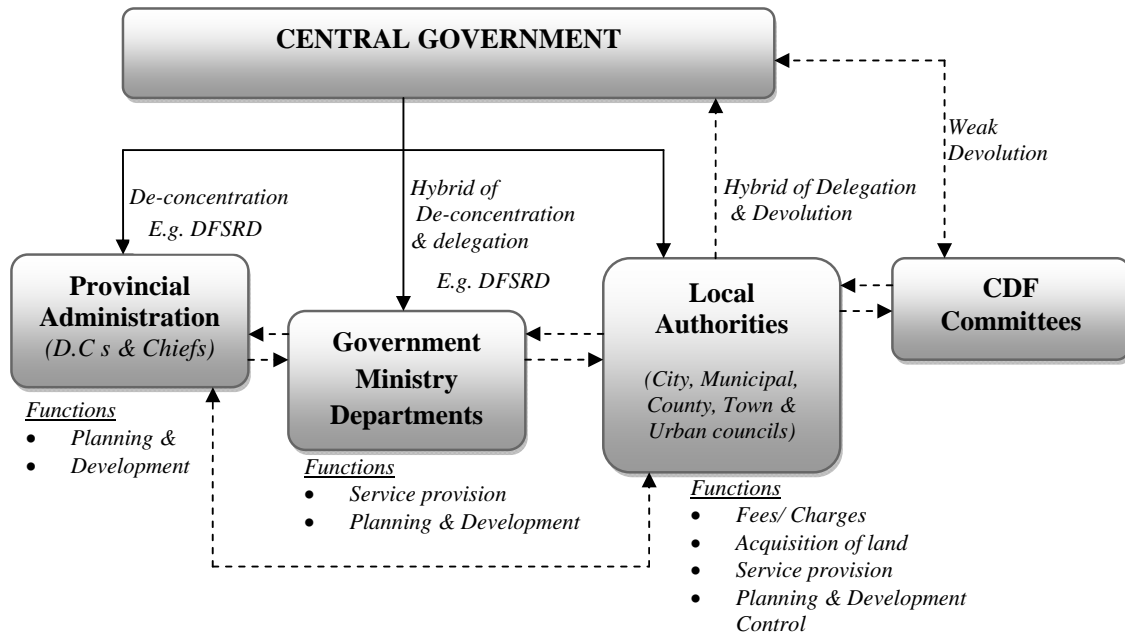 CENTRAL GOVERNMENT
Weak
Devolution
De-concentration
E.g. DFSRD
Hybrid of
De-concentration
& delegation
E.g. DFSRD
Hybrid of Delegation
& Devolution
Provincial
Administration
(D.C s & Chiefs)
Functions
• Planning &
• Development
Government
Ministry
Departments
Functions
• Service provision
• Planning & Development
Local
Authorities
(City, Municipal,
County, Town &
Urban councils)
Functions
• Fees/ Charges
• Acquisition of land
• Service provision
• Planning & Development
Control
CDF
Committees